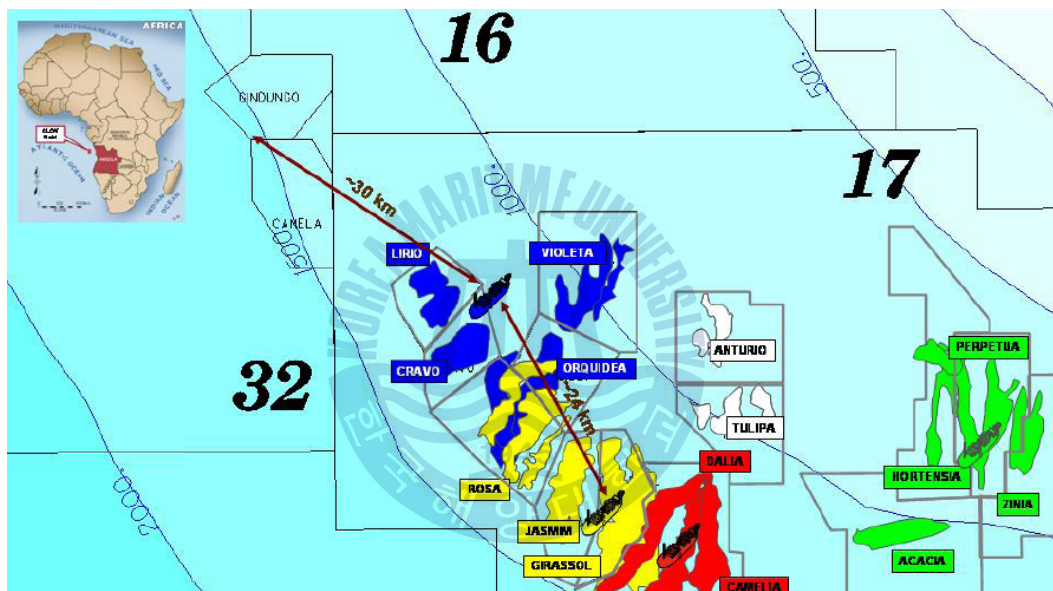 AFRICA
MEDITERRANEAN SEA
RED SEA
ATLANTIC OCEAN
ANGOLA
INDIAN OCEAN
16
500.
GINDUNGO
17
1000.
~30 km
CAMELA
1500.
KOREA MARITIME UNIVERSITY
LIRIO
VIOLETA
ANTURIO
PERPETUA
CRAVO
ORQUIDEA
32
~24 km
TULIPA
DALIA
HORTENSIA
ROSA
2000.
ZINIA
JASMIM
GIRASSOL
ACACIA
CAMELIA